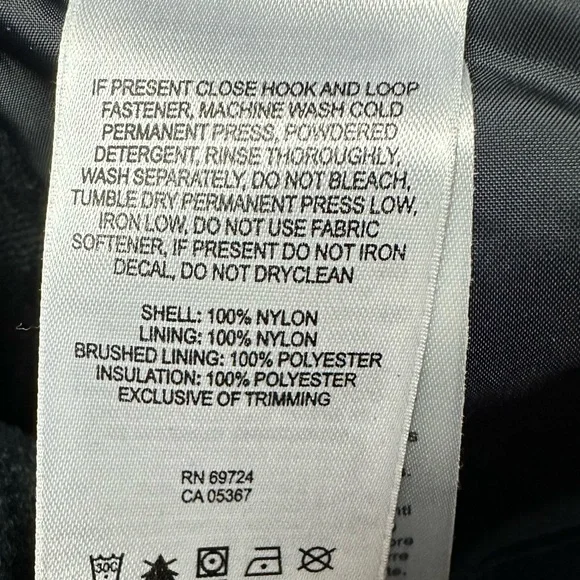 IF PRESENT CLOSE HOOK AND LOOP
FASTENER, MACHINE WASH COLD
PERMANENT PRESS, POWDERED
DETERGENT, RINSE THOROUGHLY,
WASH SEPARATELY, DO NOT BLEACH,
TUMBLE DRY PERMANENT PRESS LOW,
IRON LOW, DO NOT USE FABRIC
SOFTENER, IF PRESENT DO NOT IRON
DECAL, DO NOT DRYCLEAN
SHELL: 100% NYLON
LINING: 100% NYLON
BRUSHED LINING: 100% POLYESTER
INSULATION: 100% POLYESTER
EXCLUSIVE OF TRIMMING
RN 69724
CA 05367
30C